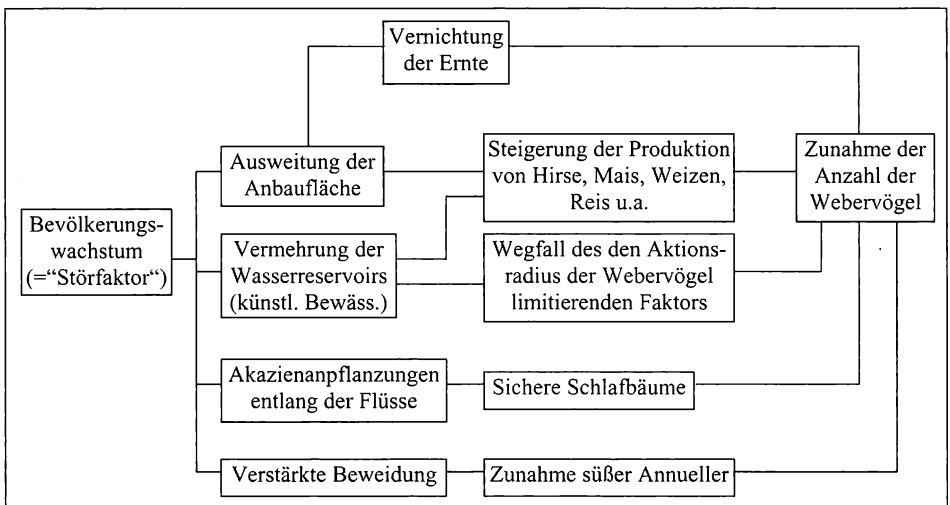 Vernichtung
der Ernte
Ausweitung der
Anbaufläche
Steigerung der Produktion
von Hirse, Mais, Weizen,
Reis u.a.
Zunahme der
Anzahl der
Webervögel
Bevölkerungs-
wachstum
(=“Störfaktor“)
Vermehrung der
Wasserreservoirs
(künstl. Bewäss.)
Wegfall des den Aktions-
radius der Webervögel
limitierenden Faktors
Akazienanpflanzungen
entlang der Flüsse
Sichere Schlafbäume
Verstärkte Beweidung
Zunahme süßer Annueller